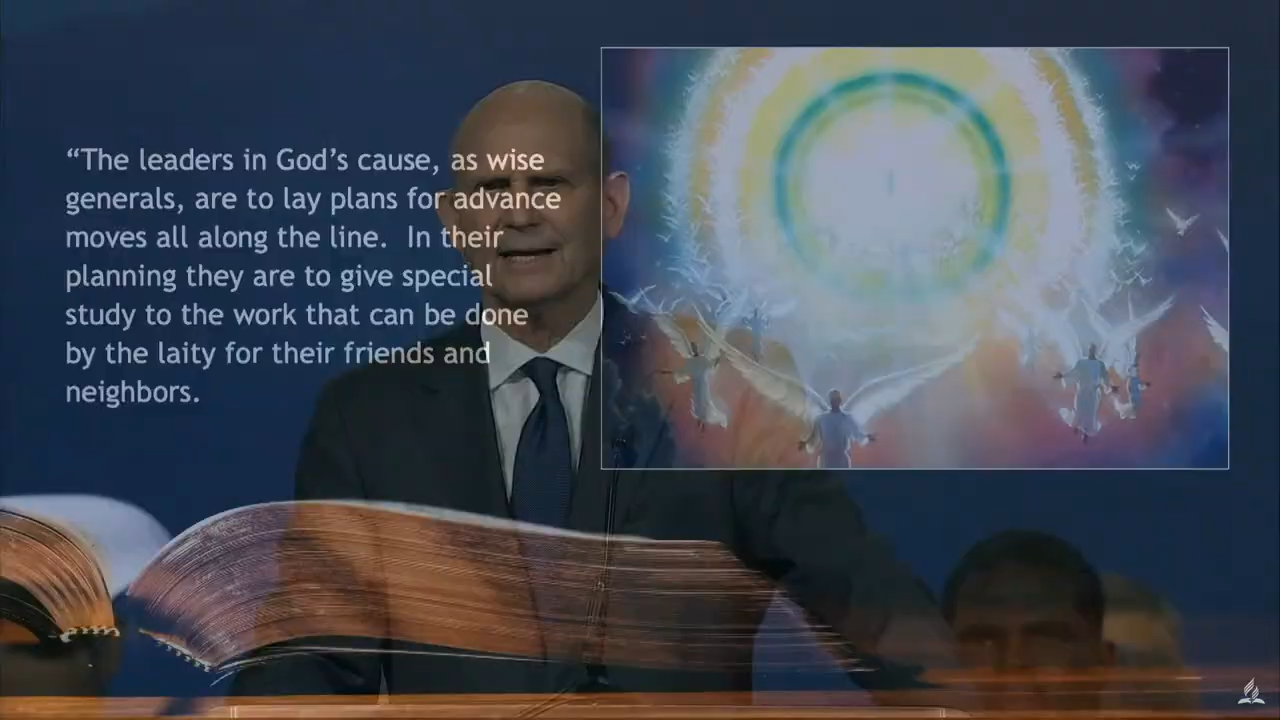 “The leaders in God’s cause, as wise
generals, are to lay plans for advance
moves all along the line.  In their
planning they are to give special
study to the work that can be done
by the laity for their friends and
neighbors.